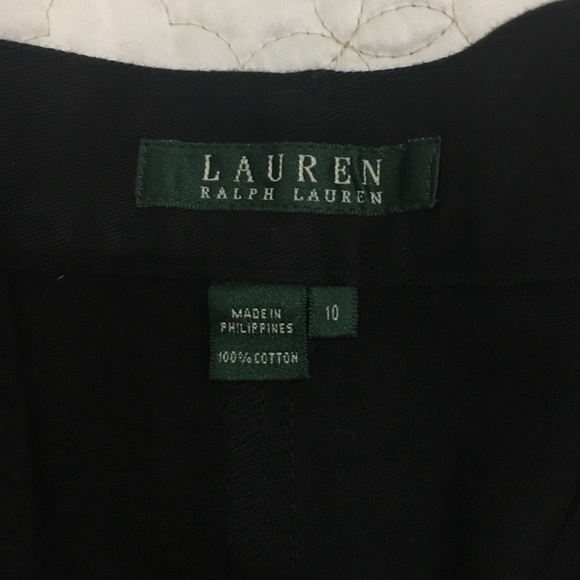 LAUREN
RALPH LAUREN
MADE IN
PHILIPPINES
100% COTTON
10